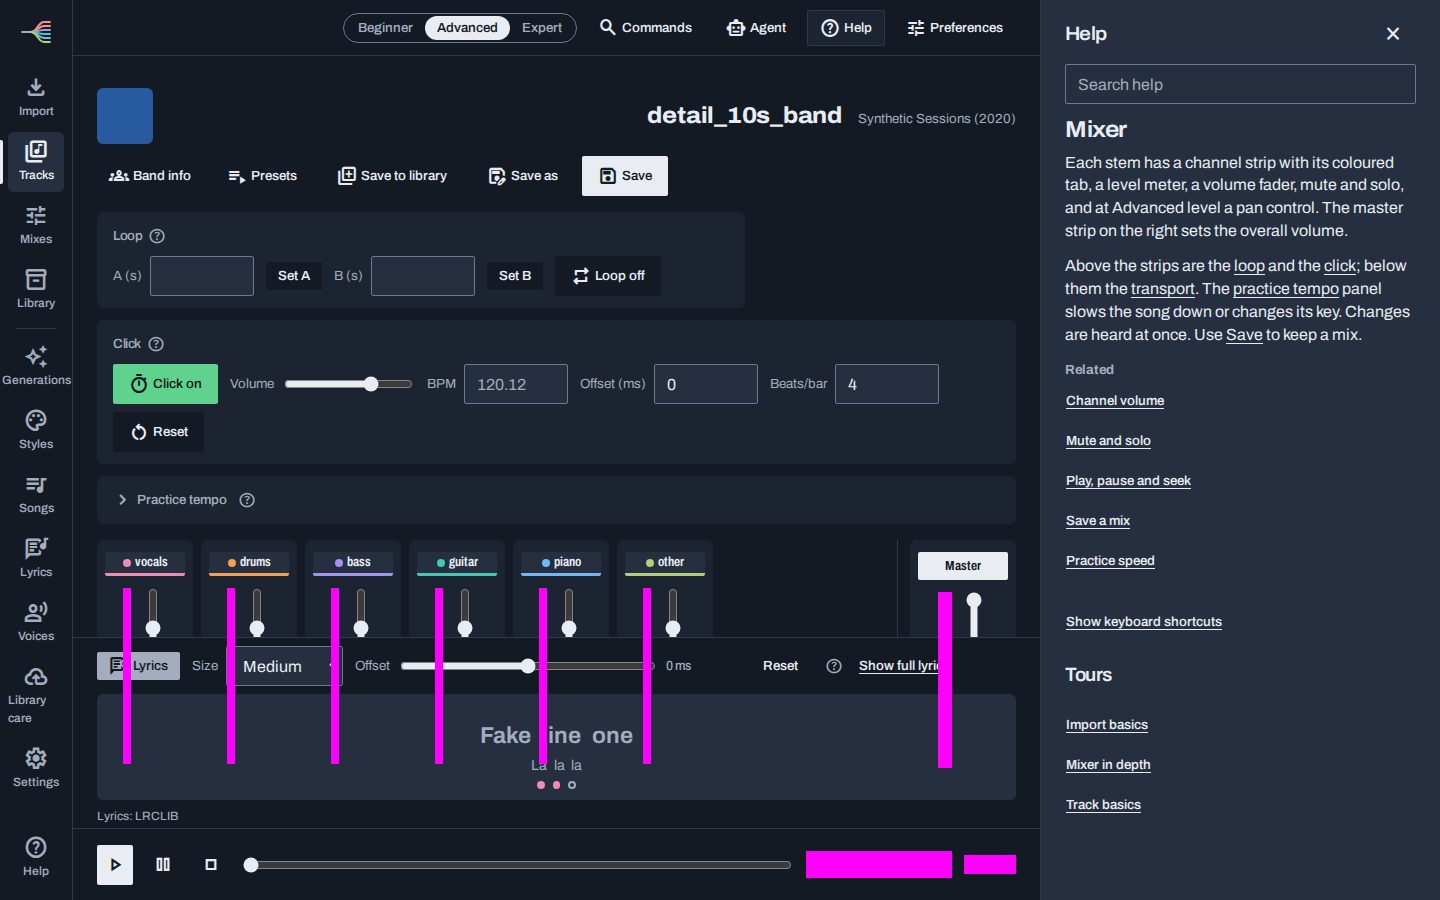 Beginner Advanced Expert Commands Agent Help Preferences
Import
Tracks
Mixes
Library
Generations
Styles
Songs
Lyrics
Voices
Library care
Settings
Help
detail_10s_band Synthetic Sessions (2020)
Band info Presets Save to library Save as Save
Loop
A (s) Set A B (s) Set B Loop off
Click
Click on Volume BPM 120.12 Offset (ms) 0 Beats/bar 4
Reset
Practice tempo
vocals drums bass guitar piano other Master
Lyrics Size Medium Offset 0 ms Reset Show full
Fake one
La la la
Lyrics: LRCLIB
Help
Search help
Mixer
Each stem has a channel strip with its coloured
tab, a level meter, a volume fader, mute and solo,
and at Advanced level a pan control. The master
strip on the right sets the overall volume.
Above the strips are the loop and the click; below
them the transport. The practice tempo panel
slows the song down or changes its key. Changes
are heard at once. Use Save to keep a mix.
Related
Channel volume
Mute and solo
Play, pause and seek
Save a mix
Practice speed
Show keyboard shortcuts
Tours
Import basics
Mixer in depth
Track basics